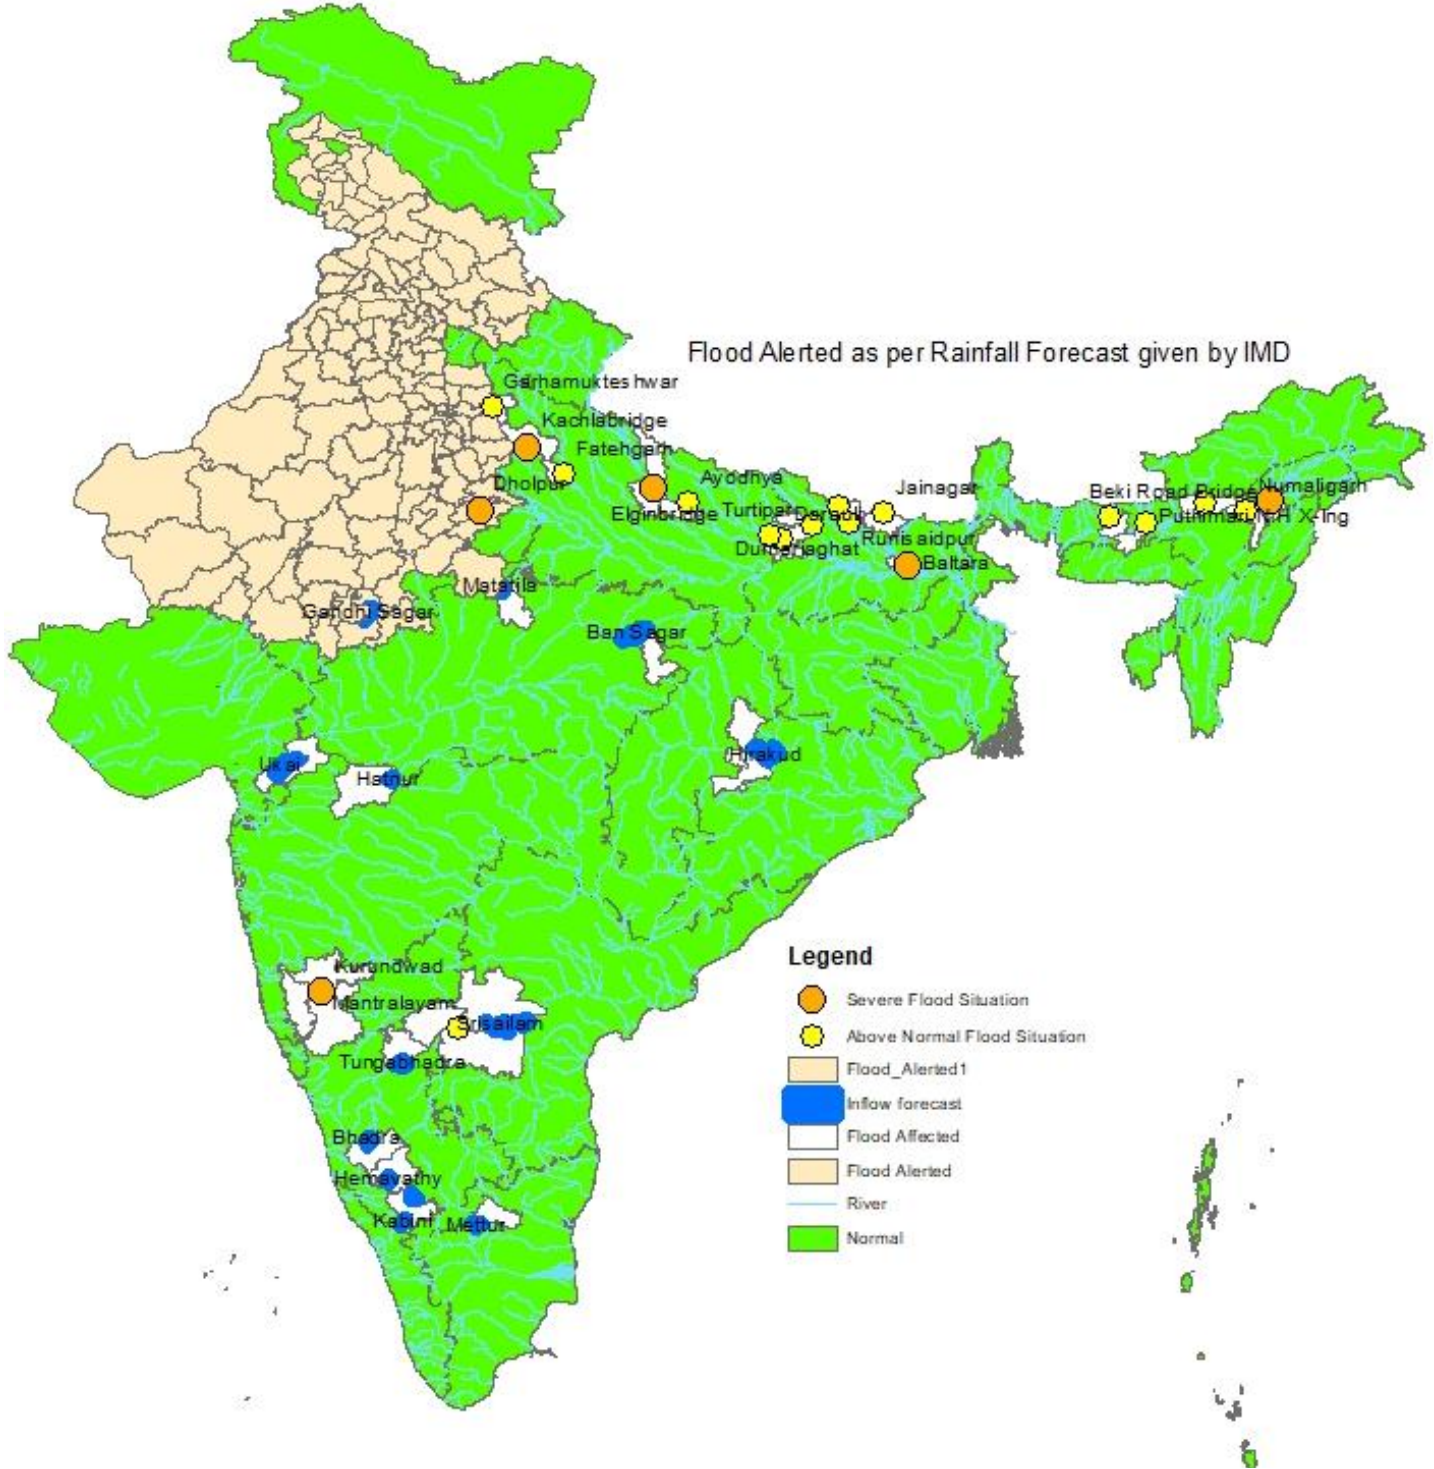 Flood Alerted as per Rainfall Forecast given by IMD
Garhamukteshwar
Kachlabridge
Fatehgarh
Dholpur
Ayodhya
Jainagar
Elginbridge
Turtipar
Darauli
Runisaidpur
Baltara
Beki Road Bridge
Numaligarh
Puthimari N.H X-Ing
Matatila
Gandhi Sagar
Ban Sagar
Ukai
Hatnur
Hirakud
Kurundwad
Mantralayam
Srisailam
Tungabhadra
Bhadra
Hemavathy
Kabini
Mettur
Legend
Severe Flood Situation
Above Normal Flood Situation
Flood_Alerted1
Inflow forecast
Flood Affected
Flood Alerted
River
Normal